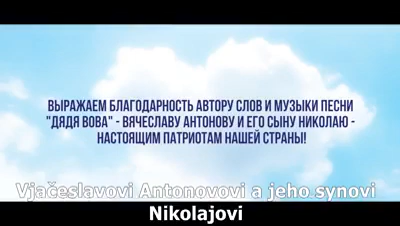 ВЫРАЖАЕМ БЛАГОДАРНОСТЬ АВТОРУ СЛОВ И МУЗЫКИ ПЕСНИ
"ДЯДЯ ВОВА" - ВЯЧЕСЛАВУ АНТОНОВУ И ЕГО СЫНУ НИКОЛАЮ -
НАСТОЯЩИМ ПАТРИОТАМ НАШЕЙ СТРАНЫ!
Vjačeslavovi Antonovovi a jeho synovi
Nikolajovi